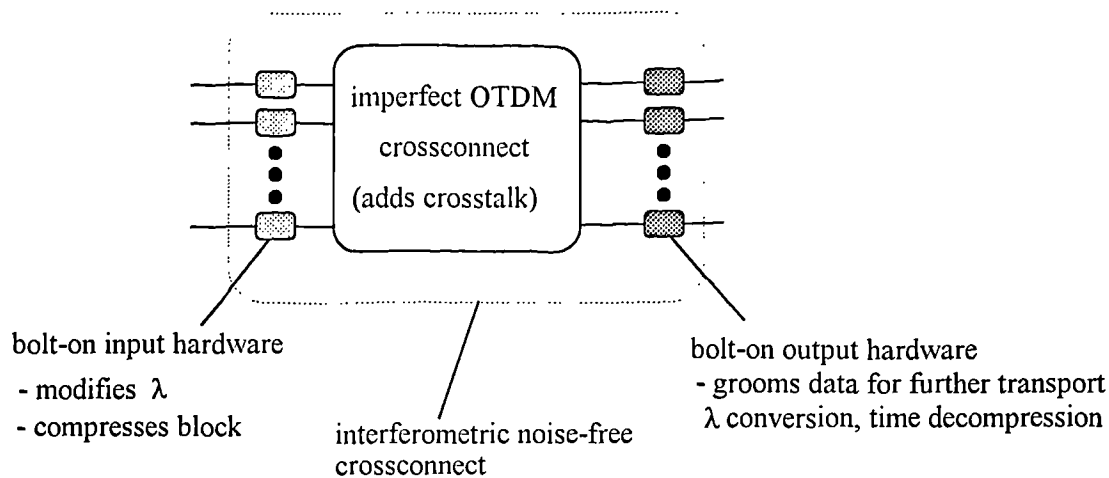 imperfect OTDM
crossconnect
(adds crosstalk)
bolt-on input hardware
- modifies λ
- compresses block
interferometric noise-free
crossconnect
bolt-on output hardware
- grooms data for further transport
λ conversion, time decompression